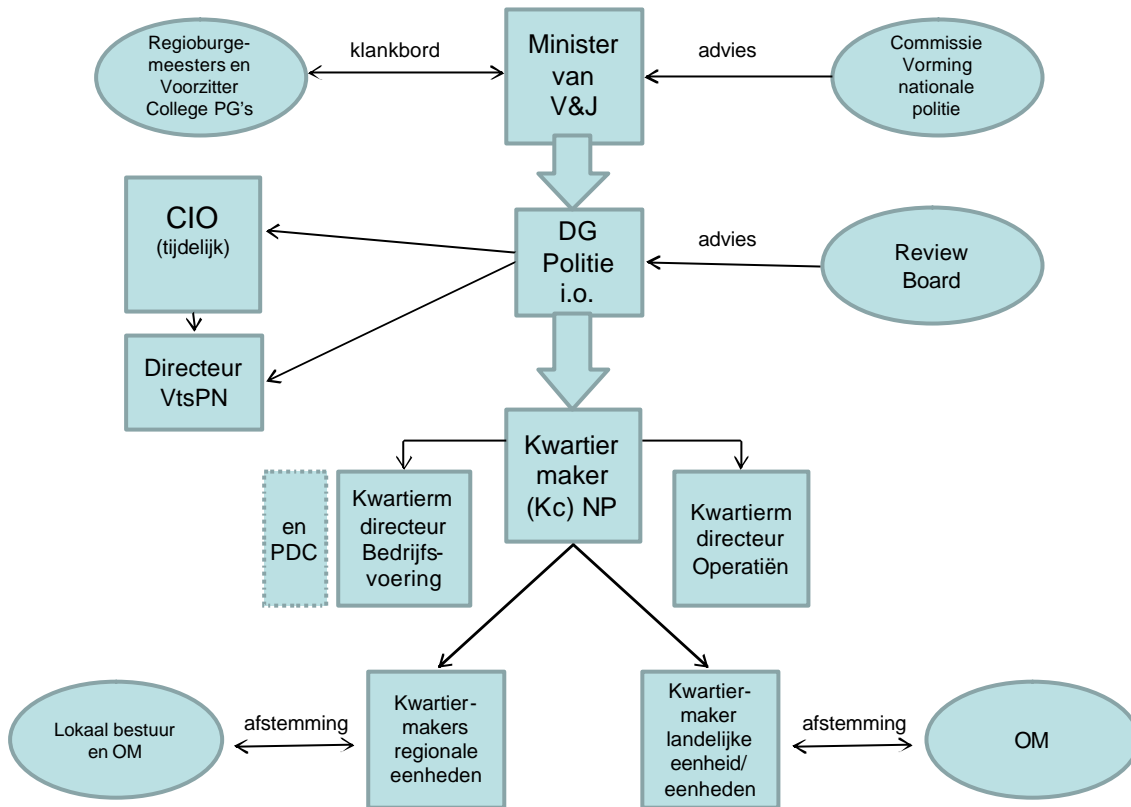 Regioburge-
meesters en
Voorzitter
College PG's
klankbord
Minister
van
V&J
advies
Commissie
Vorming
nationale
politie
CIO
(tijdelijk)
DG
Politie
i.o.
advies
Review
Board
Directeur
VtsPN
Kwartier
maker
(Kc) NP
en
PDC
Kwartierm
directeur
Bedrijfs-
voering
Kwartierm
directeur
Operatiën
Lokaal bestuur
en OM
afstemming
Kwartier-
makers
regionale
eenheden
Kwartier-
maker
landelijke
eenheid/
eenheden
afstemming
OM